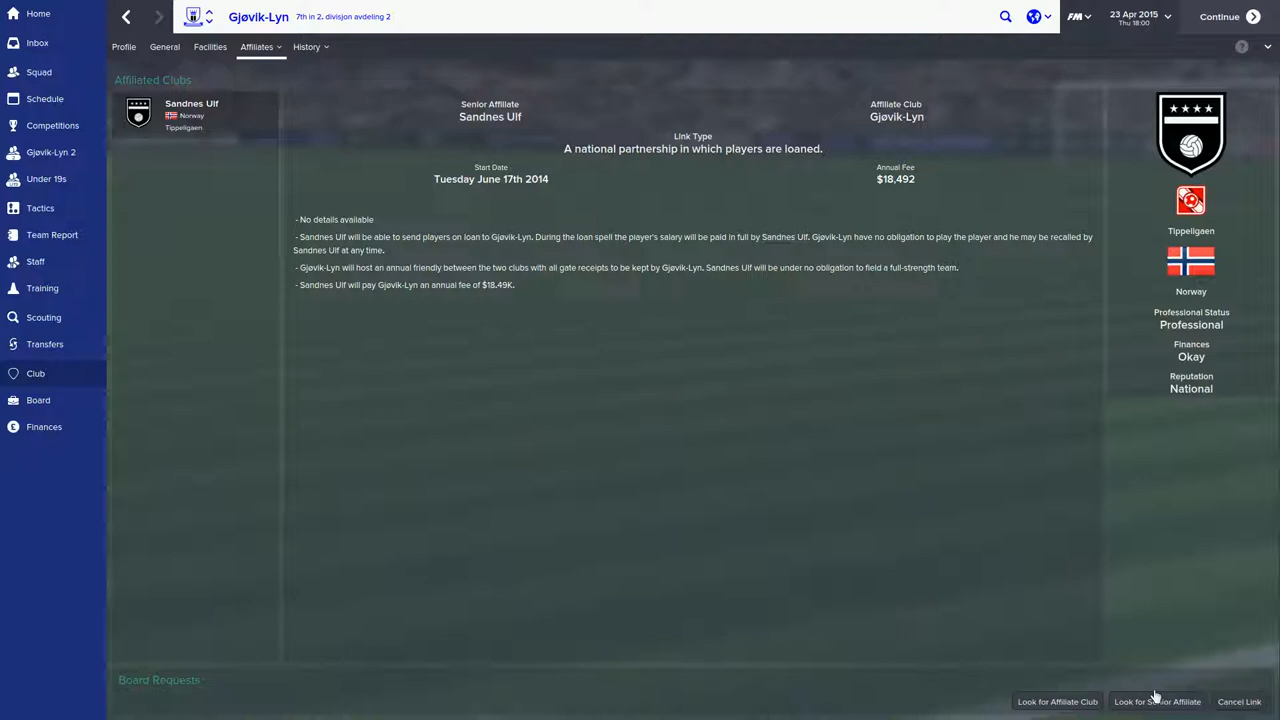 Home
Gjøvik-Lyn
7th in 2. divisjon avdeling 2
FM
23 Apr 2015
Thu 18:00
Continue
Inbox
Squad
Schedule
Competitions
Gjøvik-Lyn 2
Under 19s
Tactics
Team Report
Staff
Training
Scouting
Transfers
Club
Board
Finances
Profile
General
Facilities
Affiliates
History
?
Affiliated Clubs
Sandnes Ulf
Norway
Tippeligaen
Senior Affiliate
Sandnes Ulf
Affiliate Club
Gjøvik-Lyn
Link Type
A national partnership in which players are loaned.
Start Date
Tuesday June 17th 2014
Annual Fee
$18,492
- No details available
- Sandnes Ulf will be able to send players on loan to Gjøvik-Lyn. During the loan spell the player's salary will be paid in full by Sandnes Ulf. Gjøvik-Lyn have no obligation to play the player and he may be recalled by
Sandnes Ulf at any time.
- Gjøvik-Lyn will host an annual friendly between the two clubs with all gate receipts to be kept by Gjøvik-Lyn. Sandnes Ulf will be under no obligation to field a full-strength team.
- Sandnes Ulf will pay Gjøvik-Lyn an annual fee of $18.49K.
Tippeligaen
Norway
Professional Status
Professional
Finances
Okay
Reputation
National
Board Requests
Look for Affiliate Club
Look for Senior Affiliate
Cancel Link